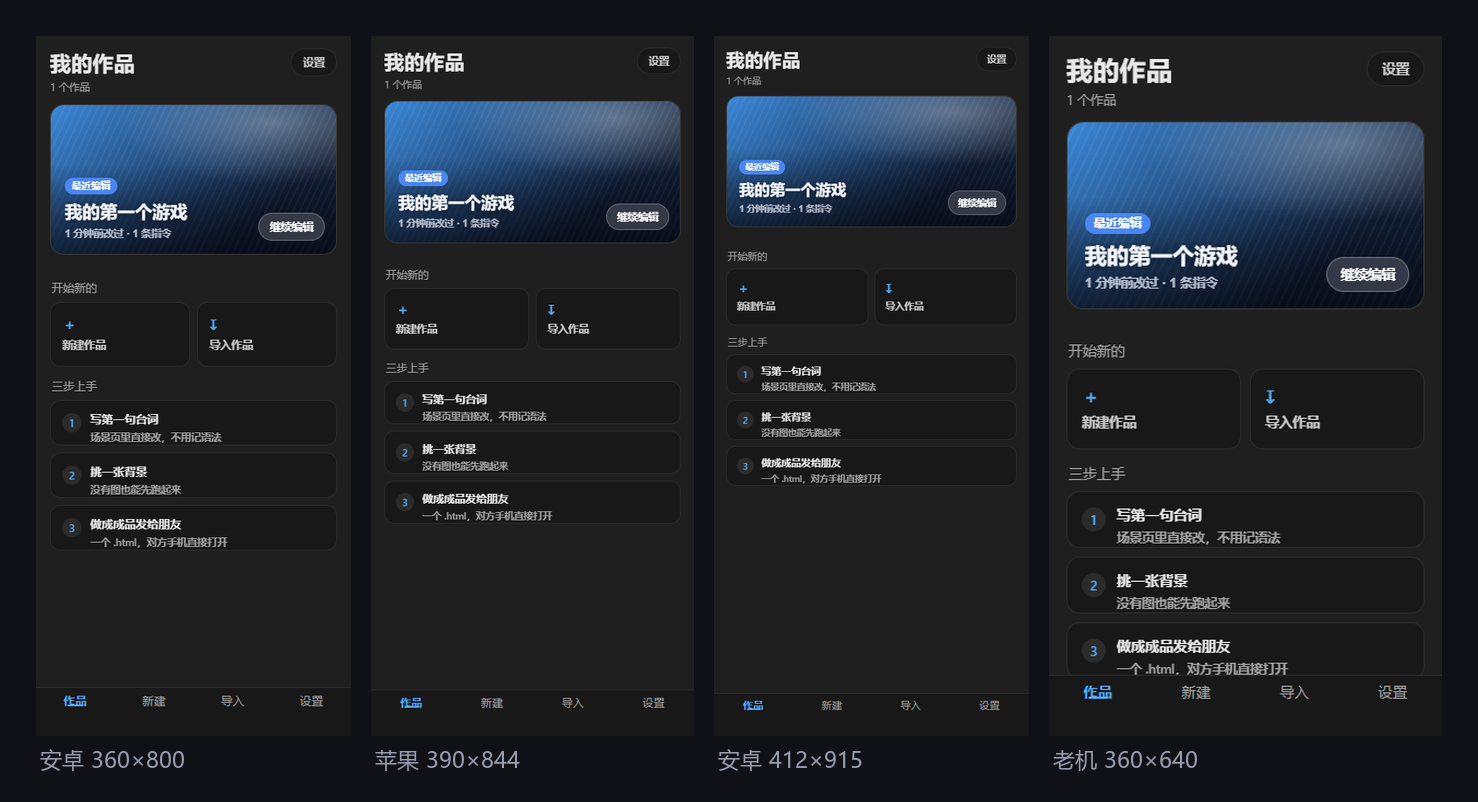 我的作品
设置
1 个作品
最近编辑
我的第一个游戏
1 分钟前改过 · 1 条指令
继续编辑
开始新的
+
新建作品
↧
导入作品
三步上手
1
写第一句台词
场景页里直接改，不用记语法
2
挑一张背景
没有图也能先跑起来
3
做成成品发给朋友
一个 .html，对方手机直接打开
作品
新建
导入
设置
安卓 360×800
我的作品
设置
1 个作品
最近编辑
我的第一个游戏
1 分钟前改过 · 1 条指令
继续编辑
开始新的
+
新建作品
↧
导入作品
三步上手
1
写第一句台词
场景页里直接改，不用记语法
2
挑一张背景
没有图也能先跑起来
3
做成成品发给朋友
一个 .html，对方手机直接打开
作品
新建
导入
设置
苹果 390×844
我的作品
设置
1 个作品
最近编辑
我的第一个游戏
1 分钟前改过 · 1 条指令
继续编辑
开始新的
+
新建作品
↧
导入作品
三步上手
1
写第一句台词
场景页里直接改，不用记语法
2
挑一张背景
没有图也能先跑起来
3
做成成品发给朋友
一个 .html，对方手机直接打开
作品
新建
导入
设置
安卓 412×915
我的作品
设置
1 个作品
最近编辑
我的第一个游戏
1 分钟前改过 · 1 条指令
继续编辑
开始新的
+
新建作品
↧
导入作品
三步上手
1
写第一句台词
场景页里直接改，不用记语法
2
挑一张背景
没有图也能先跑起来
3
做成成品发给朋友
一个 .html，对方手机直接打开
作品
新建
导入
设置
老机 360×640